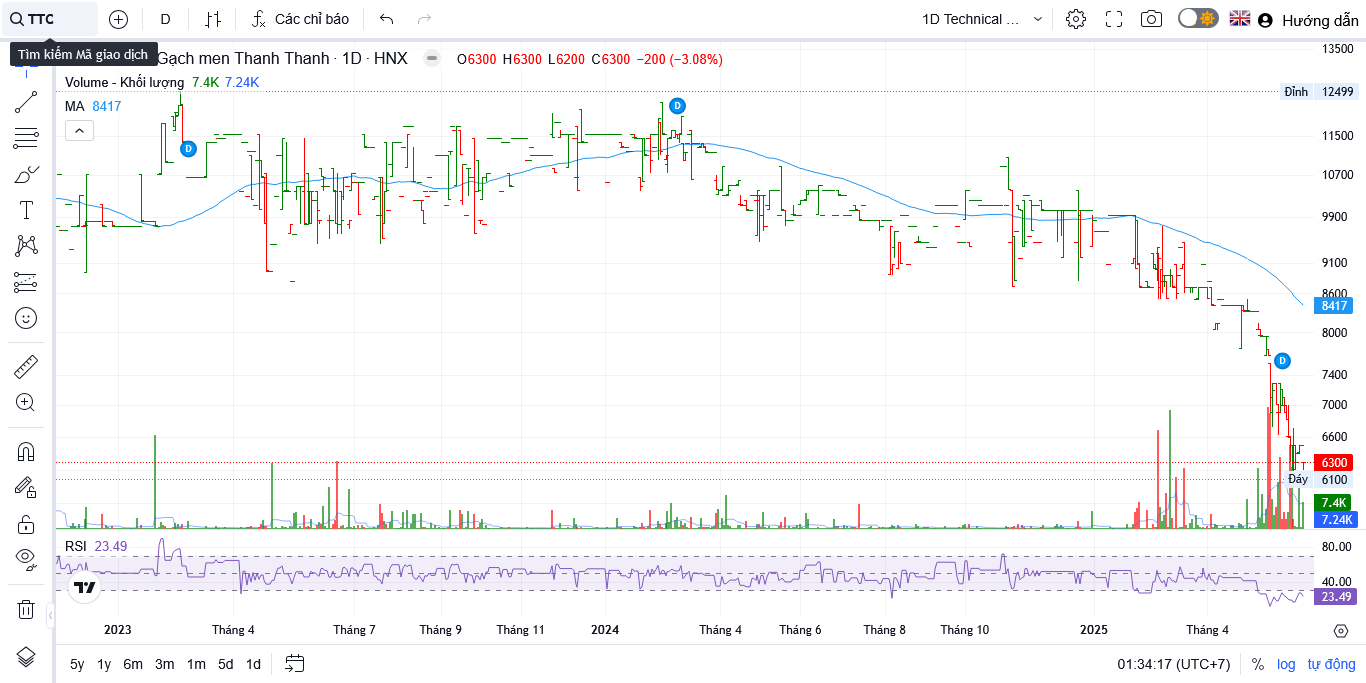 TTC D Các chỉ báo 1D Technical ... Hướng dẫn
Tìm kiếm Mã giao dịch
Gạch men Thanh Thanh · 1D · HNX O6300 H6300 L6200 C6300 −200 (−3.08%)
Volume - Khối lượng 7.4K 7.24K
MA 8417
D
D
D
13500
Đỉnh 12499
11500
10700
9900
9100
8600
8417
8000
7400
7000
6600
6300
Đáy 6100
7.4K
7.24K
RSI 23.49
80.00
40.00
23.49
2023 Tháng 4 Tháng 7 Tháng 9 Tháng 11 2024 Tháng 4 Tháng 6 Tháng 8 Tháng 10 2025 Tháng 4
5y 1y 6m 3m 1m 5d 1d 01:34:17 (UTC+7) % log tự động